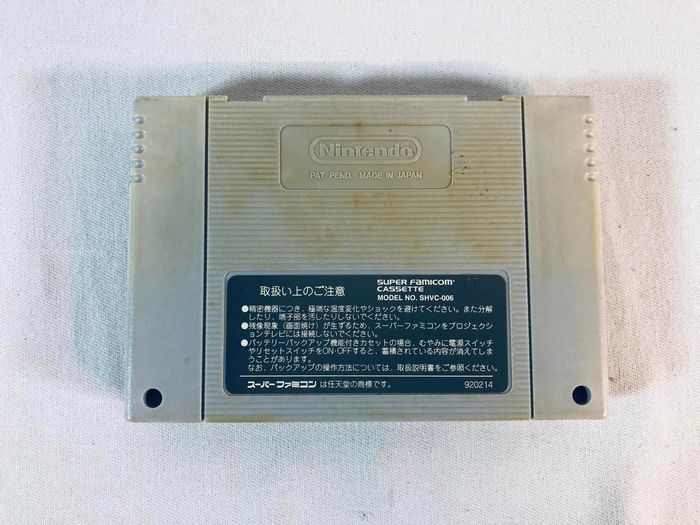 Nintendo
PAT. PEND. MADE IN JAPAN
取扱い上のご注意
SUPER FAMICOM
CASSETTE
MODEL NO. SHVC-006
●精密機器につき、極端な温度変化やショックを避けてください。また分解
したり、端子部を汚したりしないでください。
●残像現象(画面焼け)が生ずるため、スーパーファミコンをプロジェクシ
ョンテレビには接続しないでください。
●バッテリーバックアップ機能付きカセットの場合、むやみに電源スイッチ
やリセットスイッチをON・OFFすると、蓄積されている内容が消えてしま
うことがあります。
なお、バックアップの操作方法については、取扱説明書をご参照ください。
スーパーファミコン は任天堂の商標です。 920214